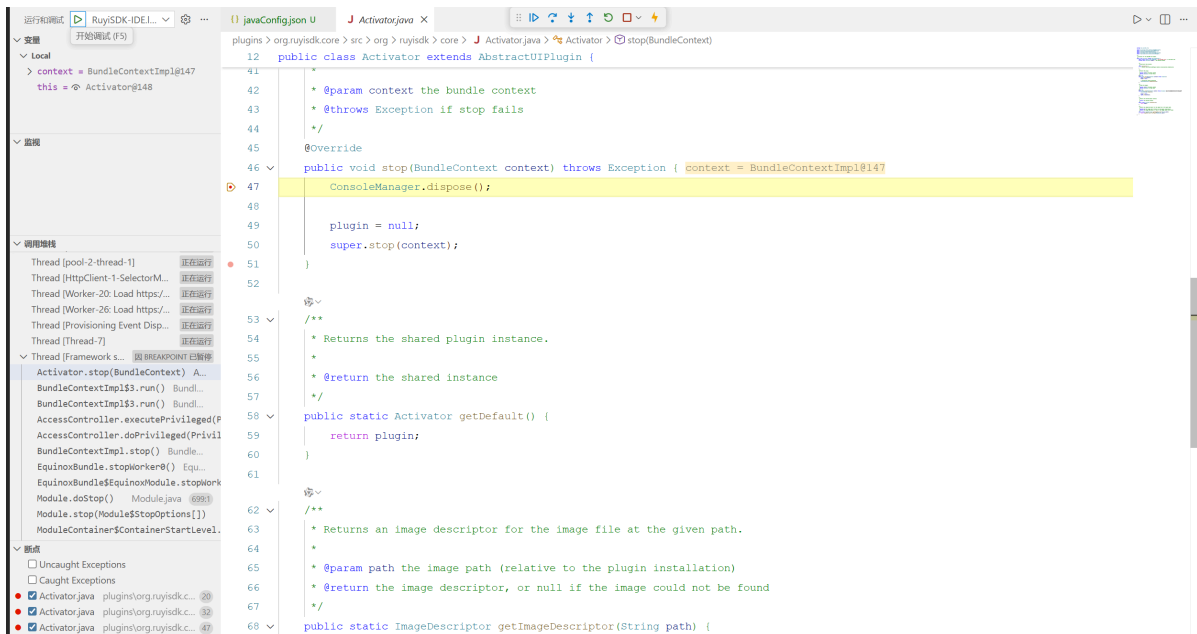 运行和调试 RuyiSDK-IDE.l...
开始调试 (F5)
变量
Local
context = BundleContextImpl@147
this = Activator@148
监视
调用堆栈
Thread [pool-2-thread-1] 正在运行
Thread [HttpClient-1-SelectorM... 正在运行
Thread [Worker-20: Load https:/... 正在运行
Thread [Worker-26: Load https:/... 正在运行
Thread [Provisioning Event Disp... 正在运行
Thread [Thread-7] 正在运行
Thread [Framework s... 因 BREAKPOINT 已暂停
Activator.stop(BundleContext) A...
BundleContextImpl$3.run() Bundl...
BundleContextImpl$3.run() Bundl...
AccessController.executePrivileged(P
AccessController.doPrivileged(Privil
BundleContextImpl.stop() Bundle...
EquinoxBundle.stopWorker0() Equ...
EquinoxBundle$EquinoxModule.stopWork
Module.doStop() Module.java 699:1
Module.stop(Module$StopOptions[])
ModuleContainer$ContainerStartLevel.
断点
Uncaught Exceptions
Caught Exceptions
Activator.java plugins\org.ruyisdk.c... 20
Activator.java plugins\org.ruyisdk.c... 32
Activator.java plugins\org.ruyisdk.c... 47
{} javaConfig.json U
J Activator.java
plugins > org.ruyisdk.core > src > org > ruyisdk > core > J Activator.java > Activator > stop(BundleContext)
12 public class Activator extends AbstractUIPlugin {
41 *
42 * @param context the bundle context
43 * @throws Exception if stop fails
44 */
45 @Override
46 public void stop(BundleContext context) throws Exception { context = BundleContextImpl@147
47 ConsoleManager.dispose();
48
49 plugin = null;
50 super.stop(context);
51 }
52
53 /**
54 * Returns the shared plugin instance.
55 *
56 * @return the shared instance
57 */
58 public static Activator getDefault() {
59 return plugin;
60 }
61
62 /**
63 * Returns an image descriptor for the image file at the given path.
64 *
65 * @param path the image path (relative to the plugin installation)
66 * @return the image descriptor, or null if the image could not be found
67 */
68 public static ImageDescriptor getImageDescriptor(String path) {